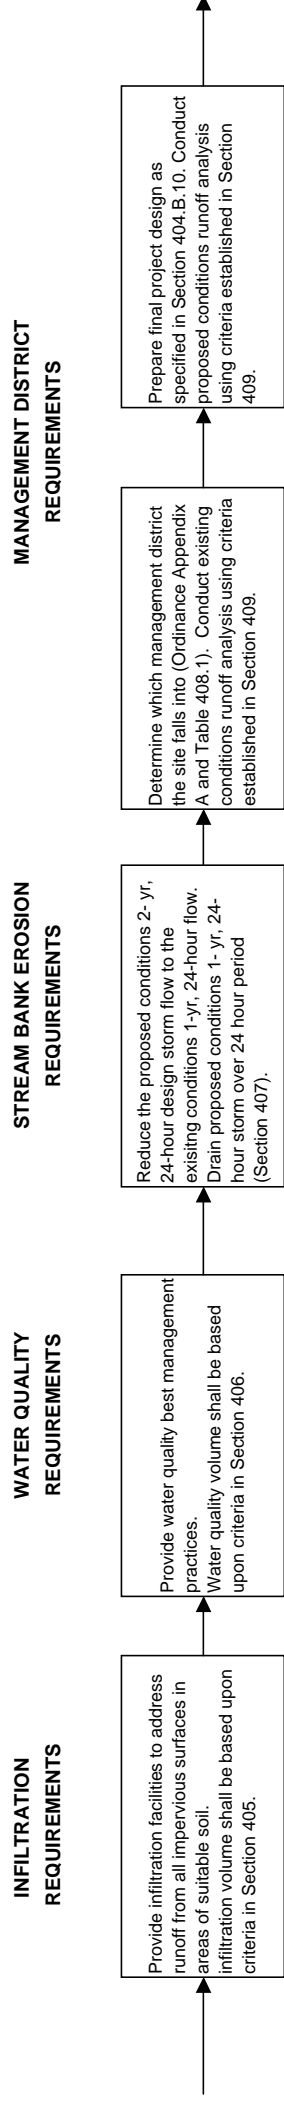 INFILTRATION
REQUIREMENTS
Provide infiltration facilities to address
runoff from all impervious surfaces in
areas of suitable soil.
infiltration volume shall be based upon
criteria in Section 405.
WATER QUALITY
REQUIREMENTS
Provide water quality best management
practices.
Water quality volume shall be based
upon criteria in Section 406.
STREAM BANK EROSION
REQUIREMENTS
Reduce the proposed conditions 2- yr,
24-hour design storm flow to the
exisitng conditions 1-yr, 24-hour flow.
Drain proposed conditions 1- yr, 24-
hour storm over 24 hour period
(Section 407).
MANAGEMENT DISTRICT
REQUIREMENTS
Determine which management district
the site falls into (Ordinance Appendix
A and Table 408.1).  Conduct existing
conditions runoff analysis using criteria
established in Section 409.
Prepare final project design as
specified in Section 404.B.10. Conduct
proposed conditions runoff analysis
using criteria established in Section
409.